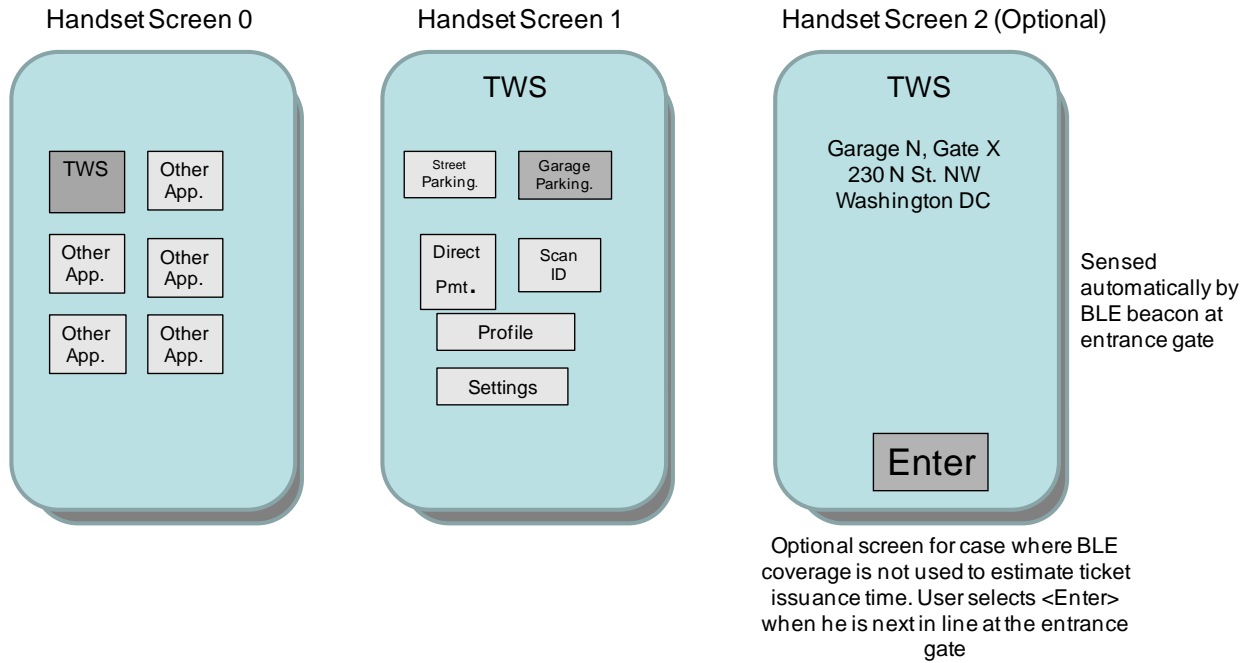 Handset Screen 0
TWS
Other
App.
Other
App.
Other
App.
Other
App.
Other
App.
Handset Screen 1
TWS
Street
Parking.
Garage
Parking.
Direct
Pmt.
Scan
ID
Profile
Settings
Handset Screen 2 (Optional)
TWS
Garage N, Gate X
230 N St. NW
Washington DC
Enter
Sensed
automatically by
BLE beacon at
entrance gate
Optional screen for case where BLE
coverage is not used to estimate ticket
issuance time. User selects <Enter>
when he is next in line at the entrance
gate